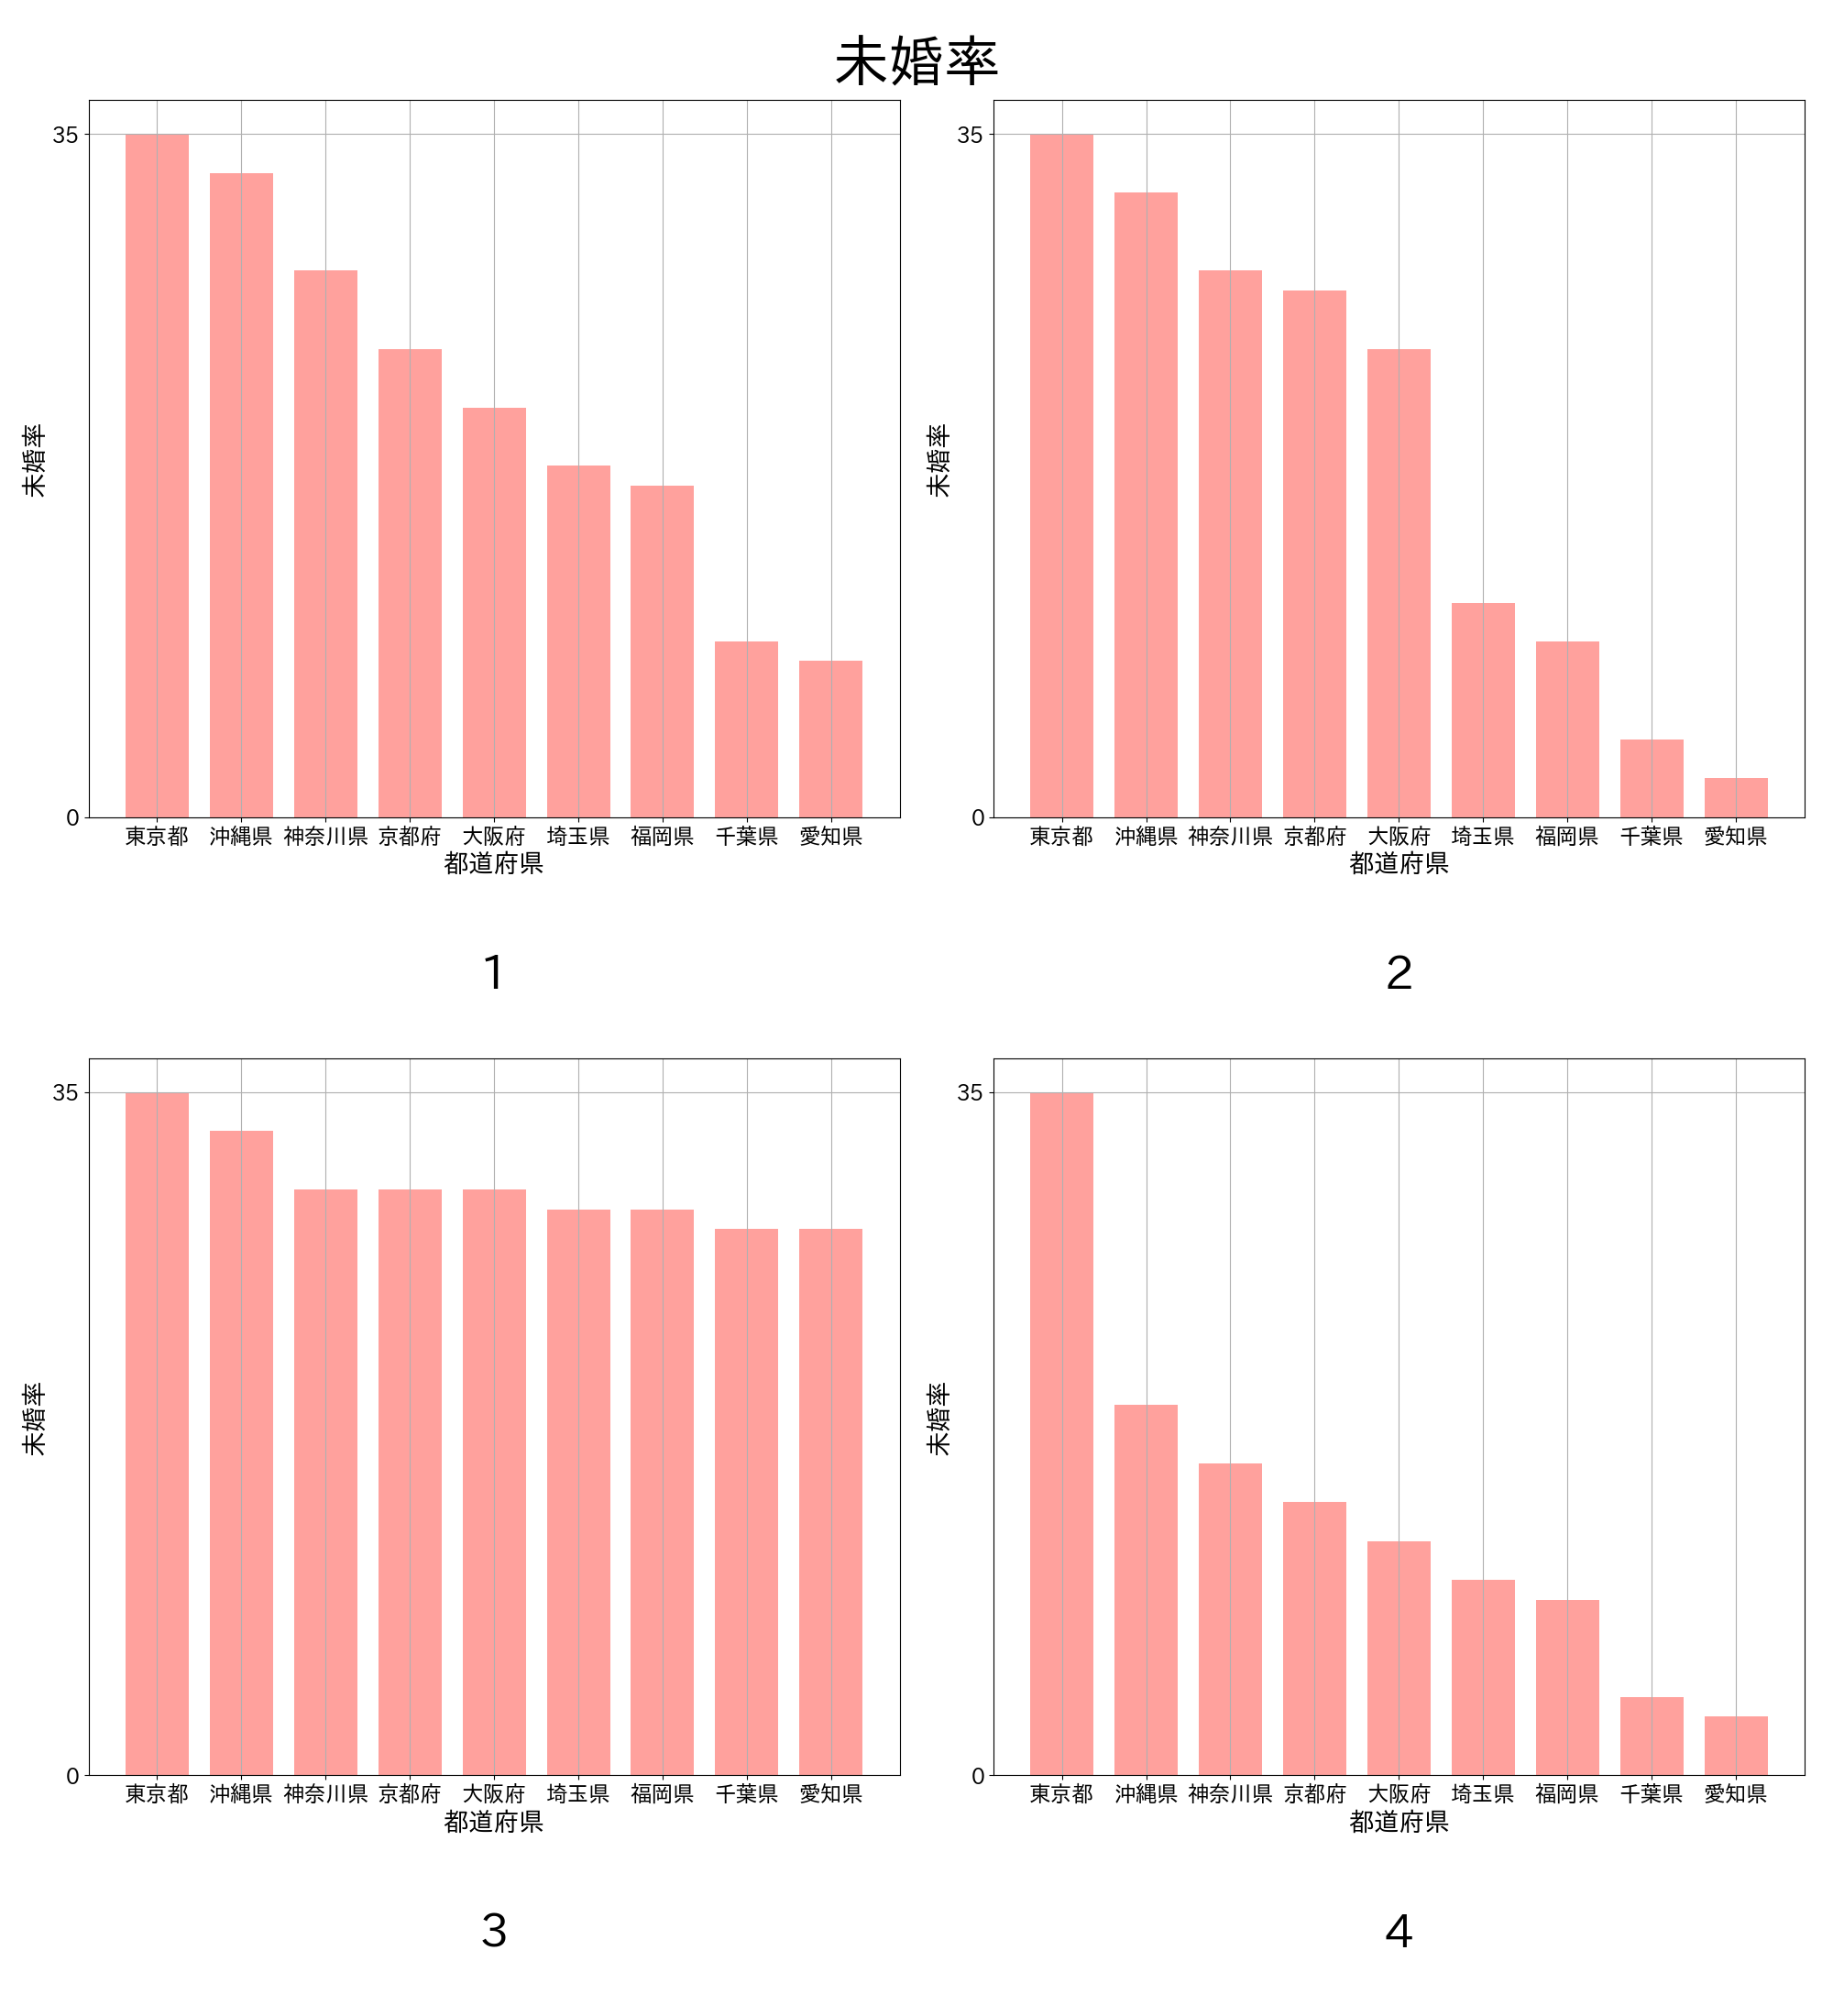 未婚率
35
0
未婚率
東京都 沖縄県 神奈川県 京都府 大阪府 埼玉県 福岡県 千葉県 愛知県
都道府県
1
35
0
未婚率
東京都 沖縄県 神奈川県 京都府 大阪府 埼玉県 福岡県 千葉県 愛知県
都道府県
2
35
0
未婚率
東京都 沖縄県 神奈川県 京都府 大阪府 埼玉県 福岡県 千葉県 愛知県
都道府県
3
35
0
未婚率
東京都 沖縄県 神奈川県 京都府 大阪府 埼玉県 福岡県 千葉県 愛知県
都道府県
4